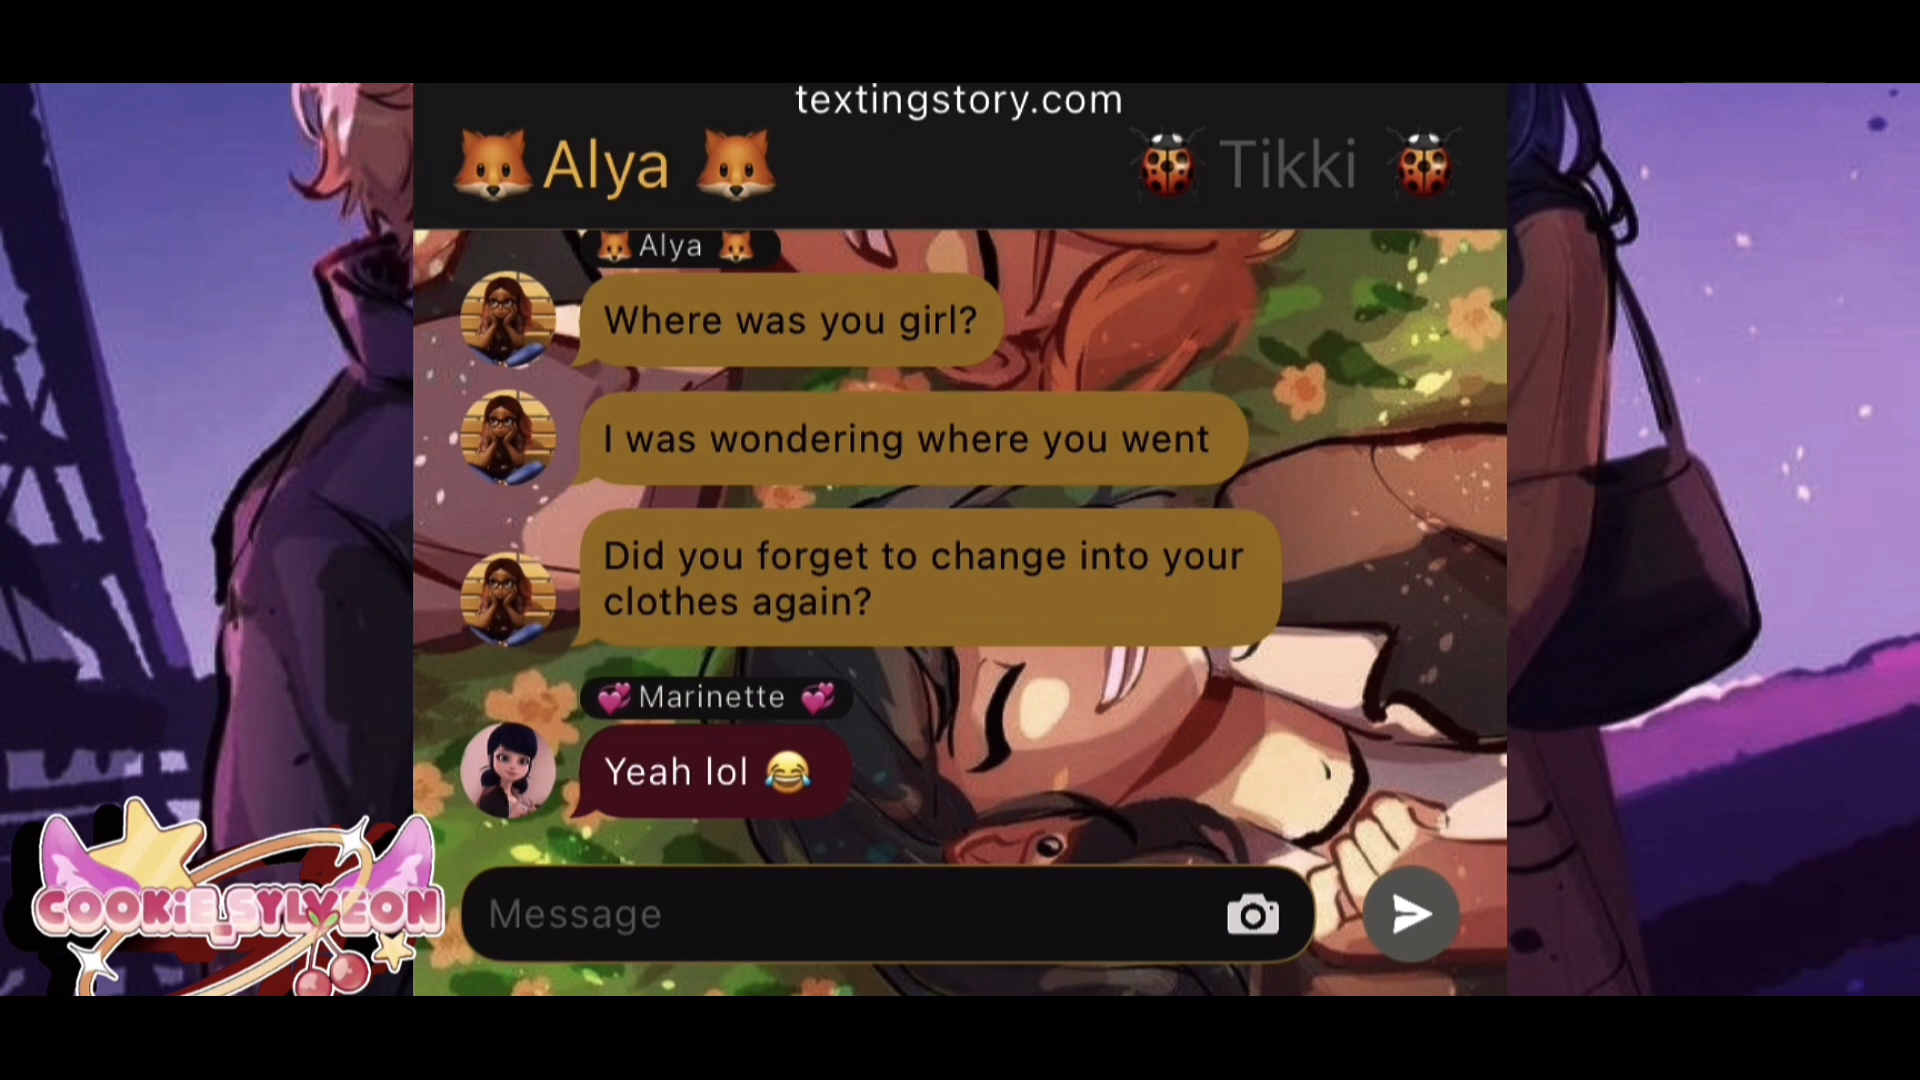 textingstory.com
🦊Alya 🦊
🐞 Tikki 🐞
🦊Alya 🦊
Where was you girl?
I was wondering where you went
Did you forget to change into your
clothes again?
💞Marinette 💞
Yeah lol 😂
COOKiE_SYLVEON
Message